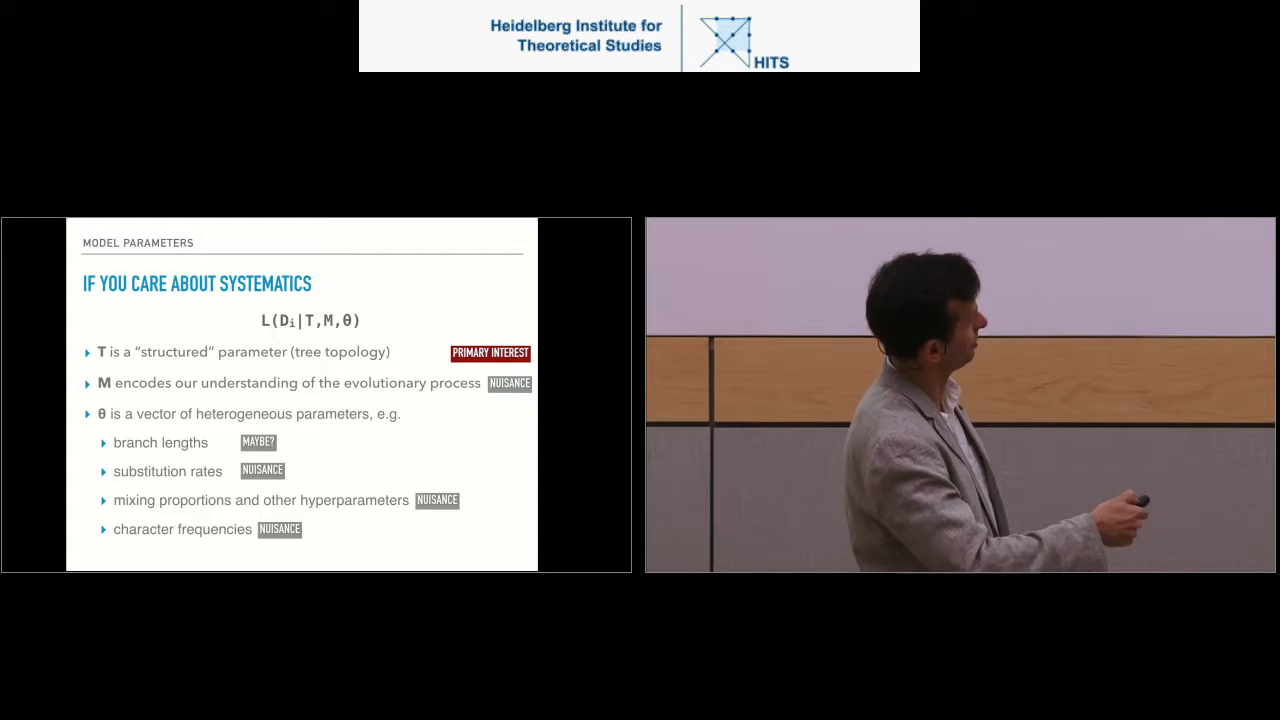 Heidelberg Institute for
Theoretical Studies
HITS
MODEL PARAMETERS
IF YOU CARE ABOUT SYSTEMATICS
L(Dᵢ|T,M,θ)
T is a “structured“ parameter (tree topology) PRIMARY INTEREST
M encodes our understanding of the evolutionary process NUISANCE
θ is a vector of heterogeneous parameters, e.g.
branch lengths MAYBE?
substitution rates NUISANCE
mixing proportions and other hyperparameters NUISANCE
character frequencies NUISANCE